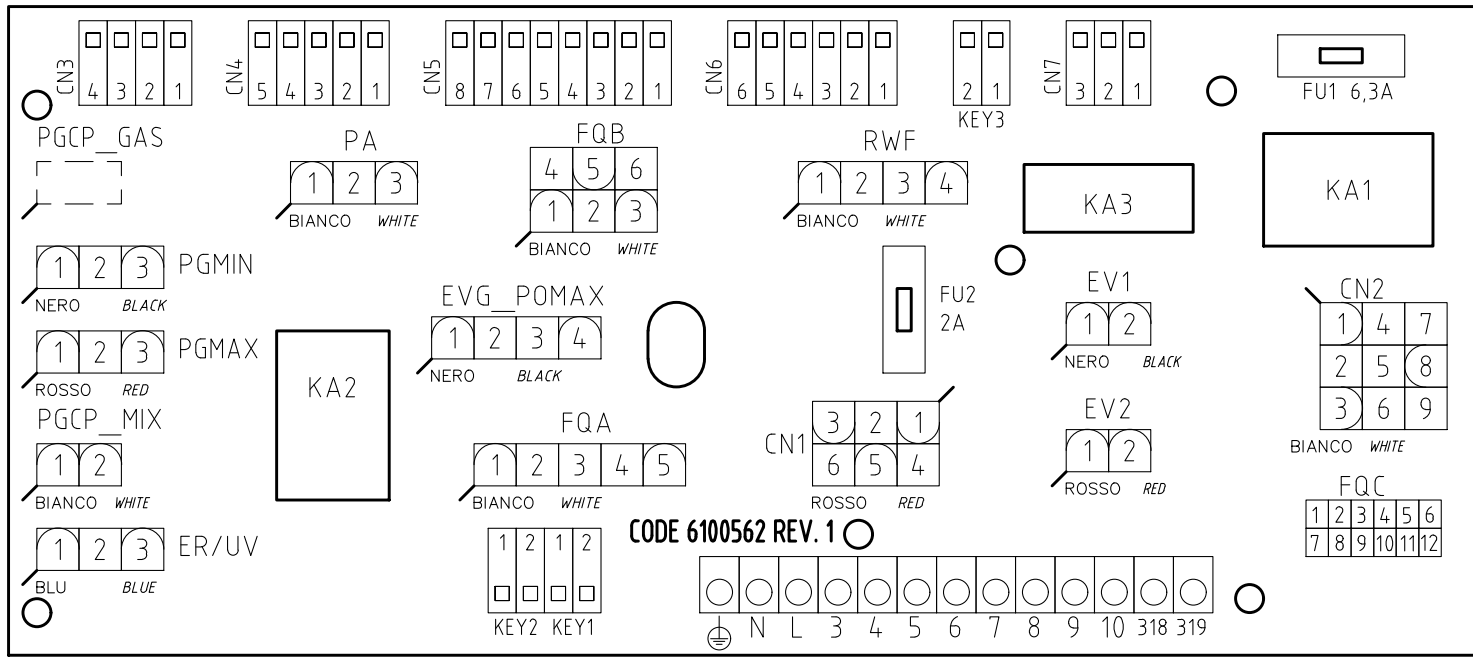 CN3
4 3 2 1
CN4
5 4 3 2 1
CN5
8 7 6 5 4 3 2 1
CN6
6 5 4 3 2 1
2 1
KEY3
CN7
3 2 1
FU1 6,3A
PGCP_GAS
PA
1 2 3
BIANCO WHITE
FQB
4 5 6
1 2 3
BIANCO WHITE
RWF
1 2 3 4
BIANCO WHITE
KA3
KA1
1 2 3 PGMIN
NERO BLACK
EVG_POMAX
1 2 3 4
NERO BLACK
FU2
2A
EV1
1 2
NERO BLACK
CN2
1 4 7
2 5 8
3 6 9
BIANCO WHITE
1 2 3 PGMAX
ROSSO RED
KA2
PGCP_MIX
1 2
BIANCO WHITE
FQA
1 2 3 4 5
BIANCO WHITE
CN1
3 2 1
6 5 4
ROSSO RED
EV2
1 2
ROSSO RED
FQC
1 2 3 4 5 6
7 8 9 10 11 12
1 2 3 ER/UV
BLU BLUE
CODE 6100562 REV. 1
1 2 1 2
KEY2 KEY1
N L 3 4 5 6 7 8 9 10 318 319